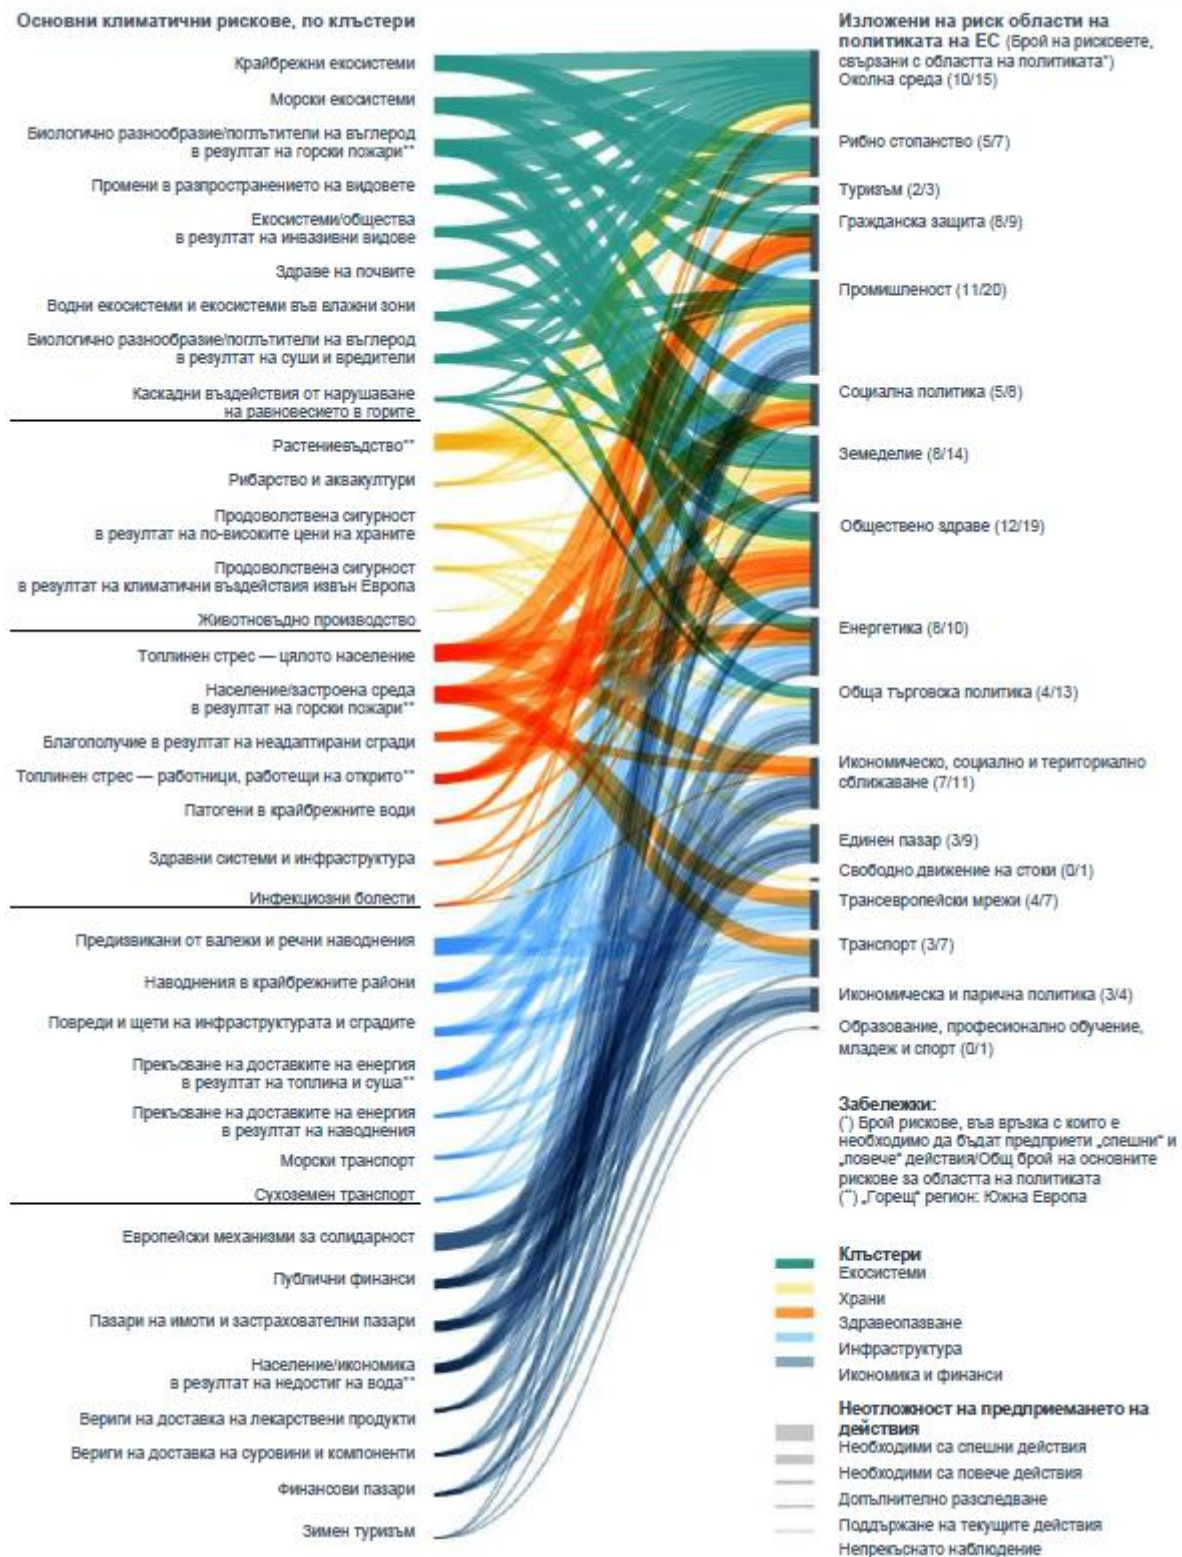 Основни климатични рискове, по клъстери
Крайбрежни екосистеми
Морски екосистеми
Биологично разнообразие/поглътители на въглерод
в резултат на горски пожари**
Промени в разпространението на видовете
Екосистеми/общества
в резултат на инвазивни видове
Здраве на почвите
Водни екосистеми и екосистеми във влажни зони
Биологично разнообразие/поглътители на въглерод
в резултат на суши и вредители
Каскадни въздействия от нарушаване
на равновесието в горите
Растениевъдство**
Рибарство и аквакултури
Продоволствена сигурност
в резултат на по-високите цени на храните
Продоволствена сигурност
в резултат на климатични въздействия извън Европа
Животновъдно производство
Топлинен стрес — цялото население
Население/застроена среда
в резултат на горски пожари**
Благополучие в резултат на неадаптирани сгради
Топлинен стрес — работници, работещи на открито**
Патогени в крайбрежните води
Здравни системи и инфраструктура
Инфекциозни болести
Предизвикани от валежи и речни наводнения
Наводнения в крайбрежните райони
Повреди и щети на инфраструктурата и сградите
Прекъсване на доставките на енергия
в резултат на топлина и суша**
Прекъсване на доставките на енергия
в резултат на наводнения
Морски транспорт
Сухоземен транспорт
Европейски механизми за солидарност
Публични финанси
Пазари на имоти и застрахователни пазари
Население/икономика
в резултат на недостиг на вода**
Вериги на доставка на лекарствени продукти
Вериги на доставка на суровини и компоненти
Финансови пазари
Зимен туризъм
Изложени на риск области на
политиката на ЕС (Брой на рисковете,
свързани с областта на политиката*)
Околна среда (10/15)
Рибно стопанство (5/7)
Туризъм (2/3)
Гражданска защита (8/9)
Промишленост (11/20)
Социална политика (5/8)
Земеделие (8/14)
Обществено здраве (12/19)
Енергетика (8/10)
Обща търговска политика (4/13)
Икономическо, социално и териториално
сближаване (7/11)
Единен пазар (3/9)
Свободно движение на стоки (0/1)
Трансевропейски мрежи (4/7)
Транспорт (3/7)
Икономическа и парична политика (3/4)
Образование, професионално обучение,
младеж и спорт (0/1)
Забележки:
(*) Брой рискове, във връзка с които е
необходимо да бъдат предприети „спешни“ и
„повече“ действия/Общ брой на основните
рискове за областта на политиката
(**) „Горещ“ регион: Южна Европа
Клъстери
Екосистеми
Храни
Здравеопазване
Инфраструктура
Икономика и финанси
Неотложност на предприемането на
действия
Необходими са спешни действия
Необходими са повече действия
Допълнително разследване
Поддържане на текущите действия
Непрекъснато наблюдение